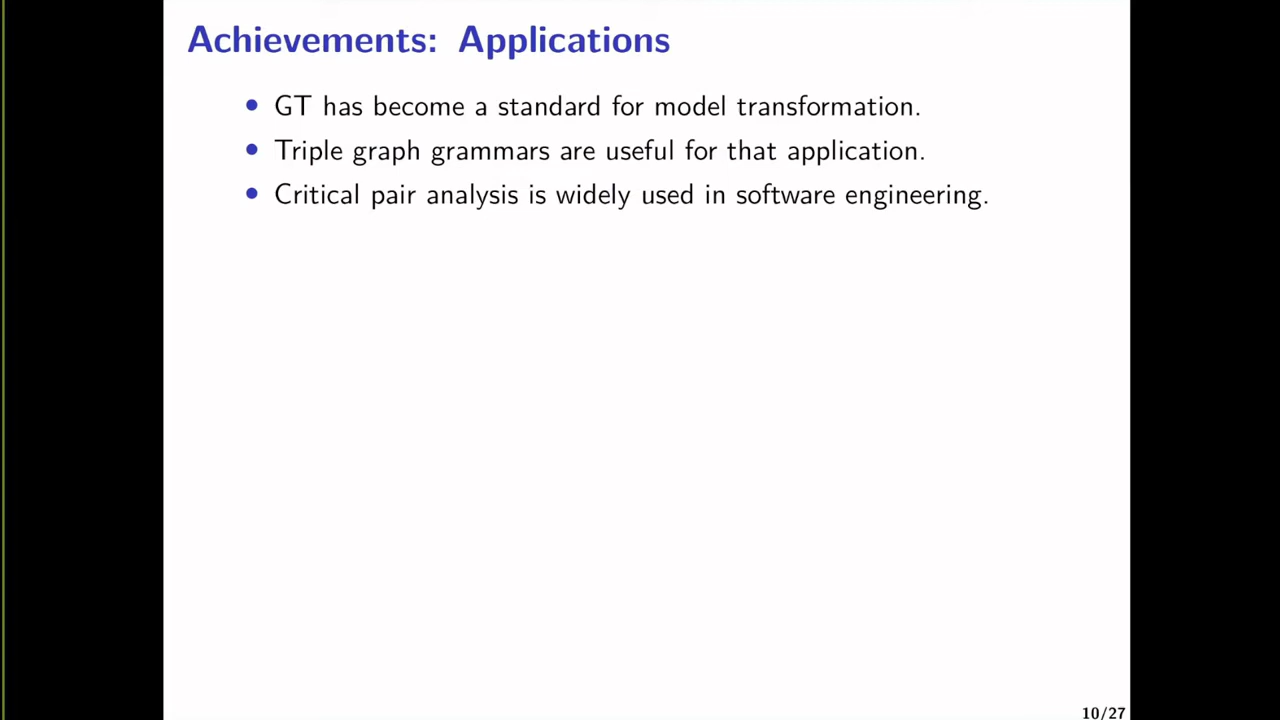 Achievements: Applications
• GT has become a standard for model transformation.
• Triple graph grammars are useful for that application.
• Critical pair analysis is widely used in software engineering.
10/27